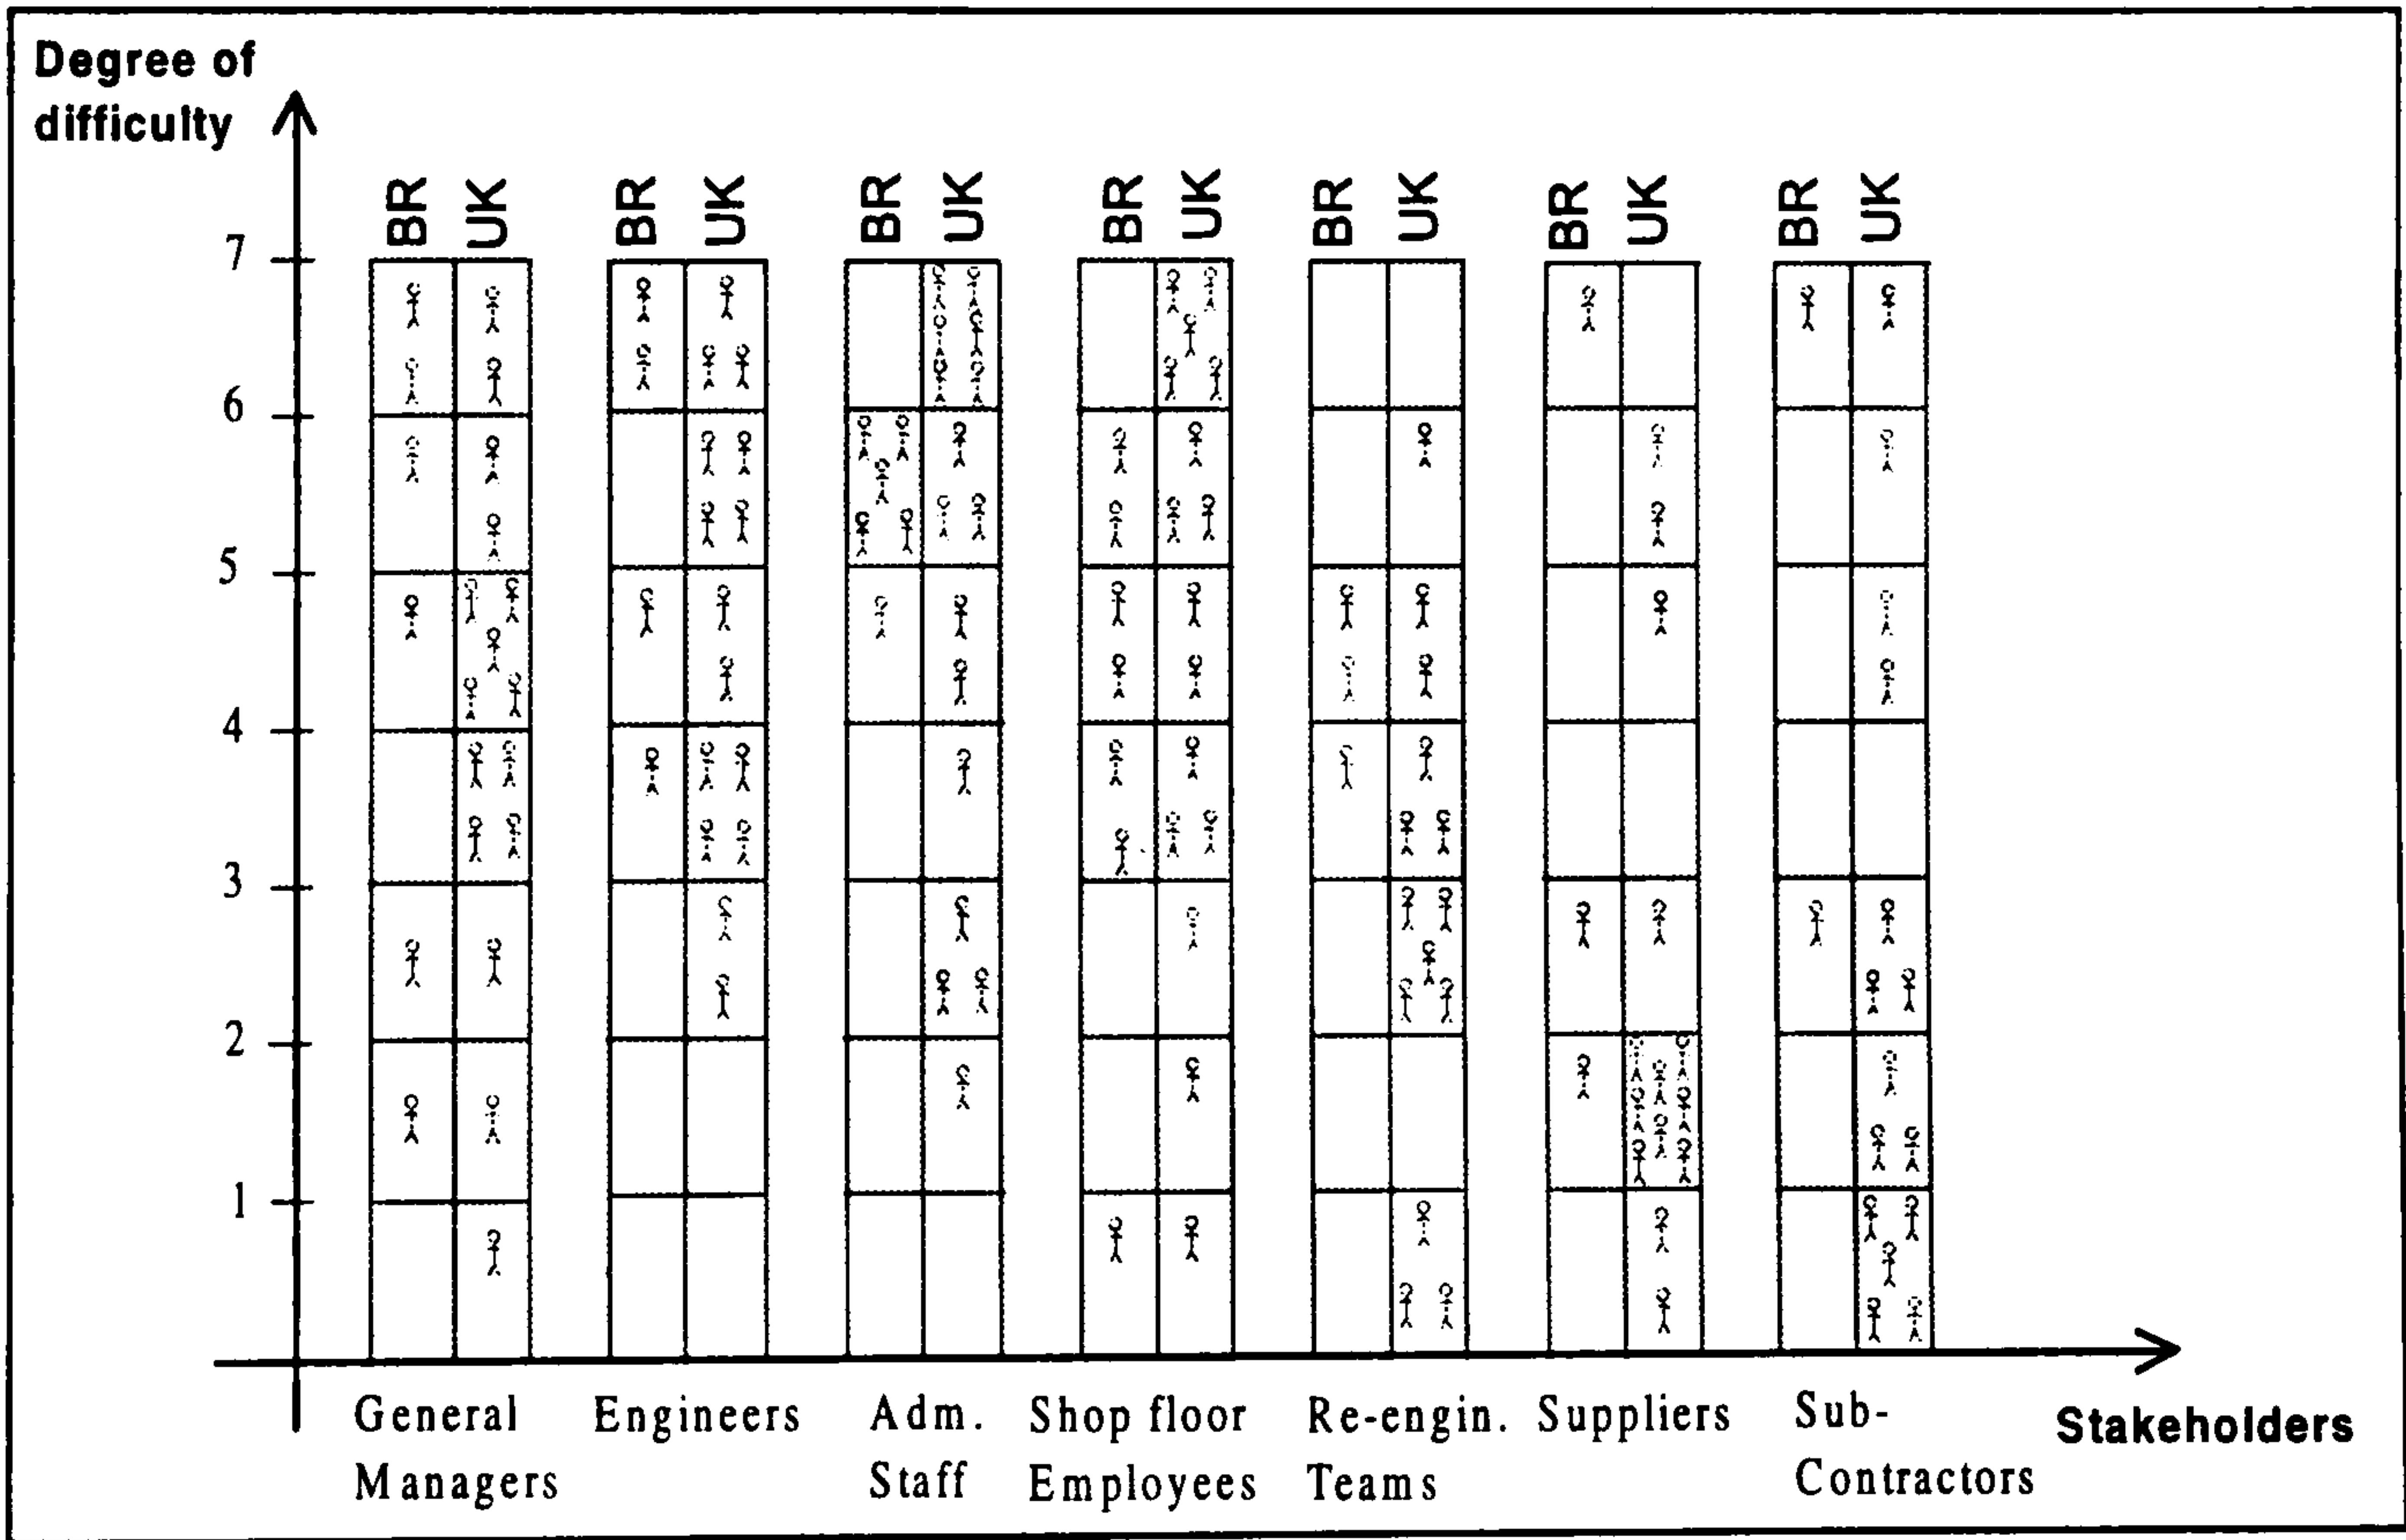 Degree of
difficulty
BR UK BR UK BR UK BR UK BR UK BR UK BR UK
7
6
5
4
3
2
1
General Engineers Adm. Shop floor Re-engin. Suppliers Sub- Stakeholders
Managers Staff Employees Teams Contractors